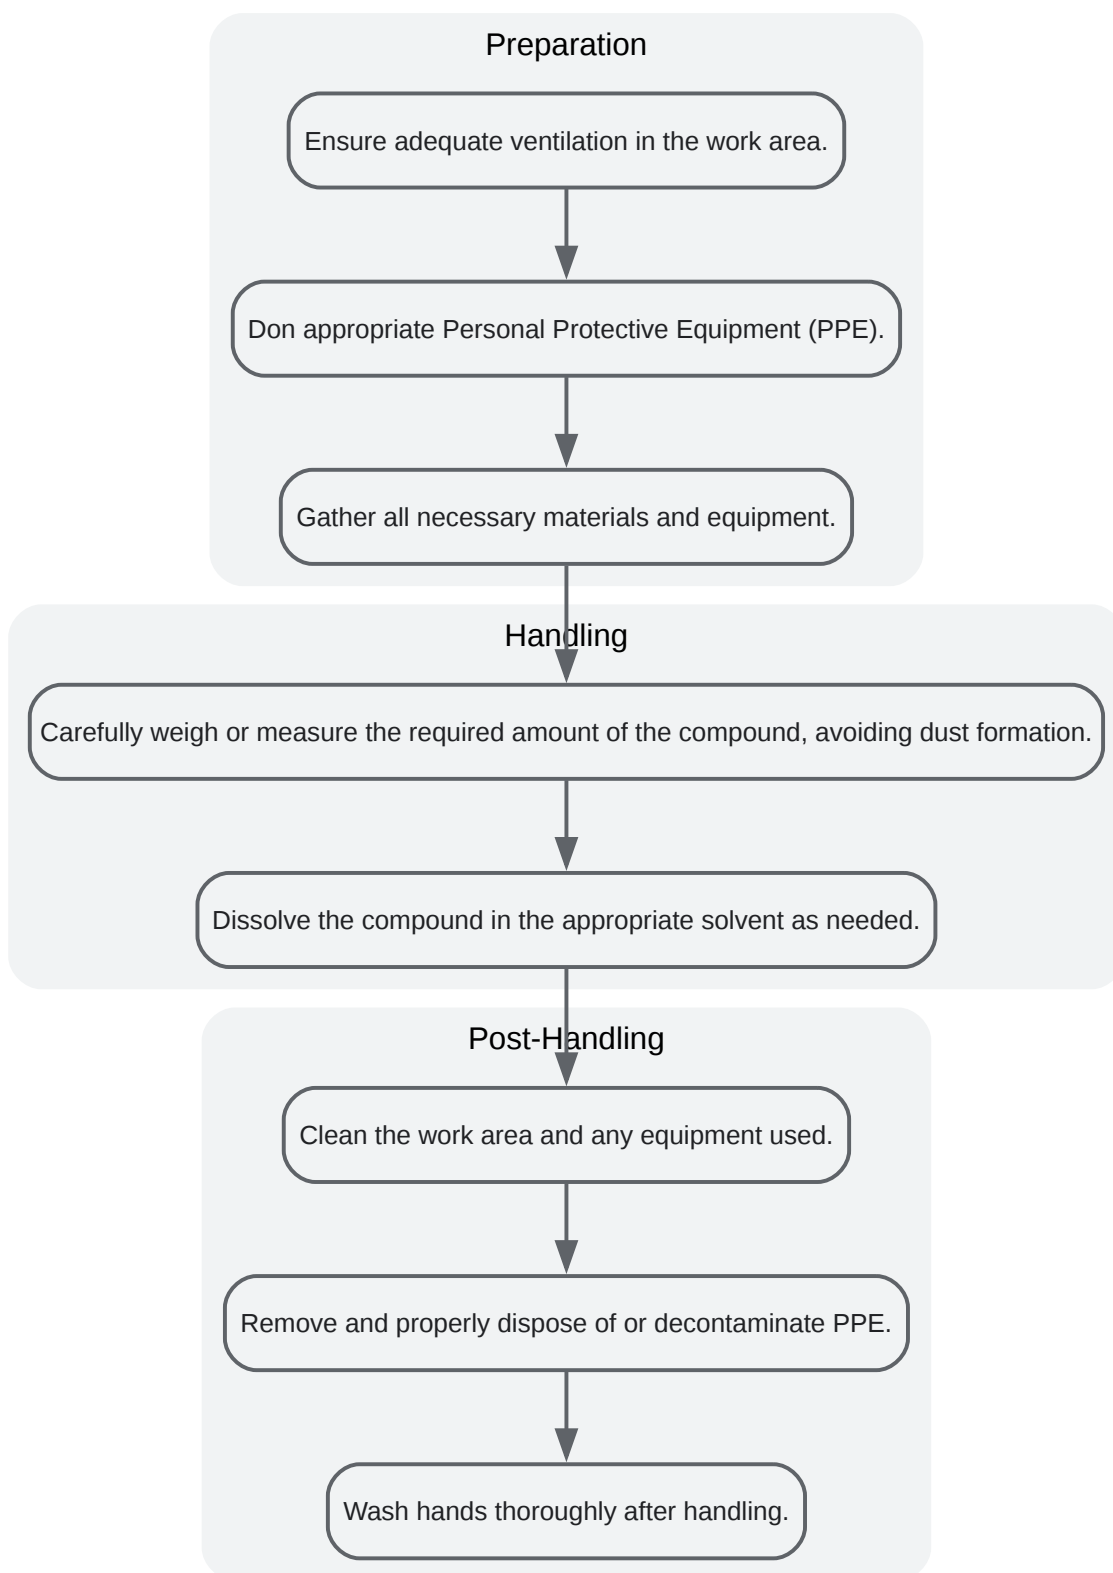 Preparation
Ensure adequate ventilation in the work area.
Don appropriate Personal Protective Equipment (PPE).
Gather all necessary materials and equipment.
Handling
Carefully weigh or measure the required amount of the compound, avoiding dust formation.
Dissolve the compound in the appropriate solvent as needed.
Post-Handling
Clean the work area and any equipment used.
Remove and properly dispose of or decontaminate PPE.
Wash hands thoroughly after handling.